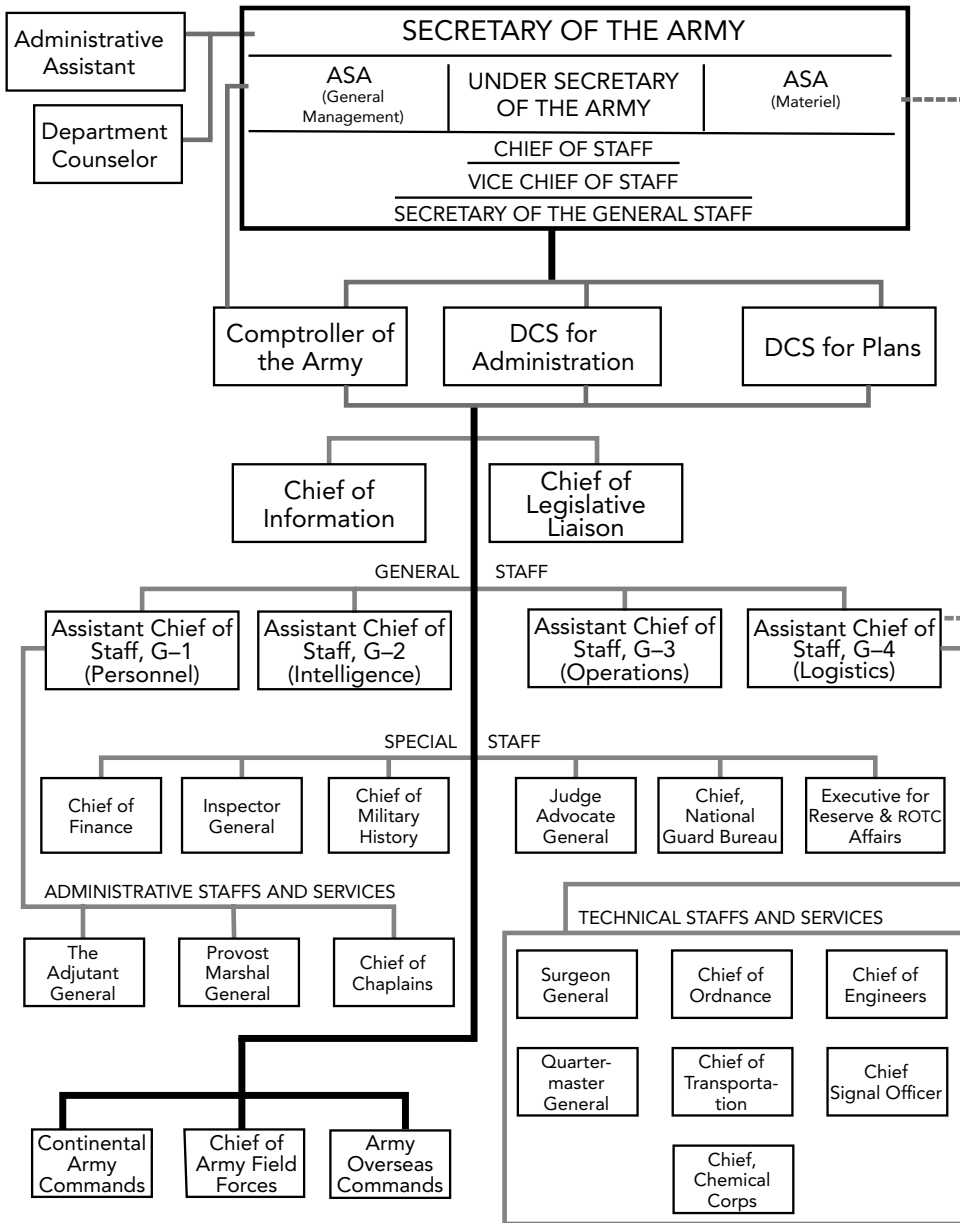 Administrative
Assistant
Department
Counselor
SECRETARY OF THE ARMY
ASA
(General
Management)
UNDER SECRETARY
OF THE ARMY
ASA
(Materiel)
CHIEF OF STAFF
VICE CHIEF OF STAFF
SECRETARY OF THE GENERAL STAFF
Comptroller of
the Army
DCS for
Administration
DCS for Plans
Chief of
Information
Chief of
Legislative
Liaison
GENERAL STAFF
Assistant Chief of
Staff, G–1
(Personnel)
Assistant Chief of
Staff, G–2
(Intelligence)
Assistant Chief of
Staff, G–3
(Operations)
Assistant Chief of
Staff, G–4
(Logistics)
SPECIAL STAFF
Chief of
Finance
Inspector
General
Chief of
Military
History
Judge
Advocate
General
Chief,
National
Guard Bureau
Executive for
Reserve & ROTC
Affairs
ADMINISTRATIVE STAFFS AND SERVICES
The
Adjutant
General
Provost
Marshal
General
Chief of
Chaplains
TECHNICAL STAFFS AND SERVICES
Surgeon
General
Chief of
Ordnance
Chief of
Engineers
Quarter-
master
General
Chief of
Transporta-
tion
Chief
Signal Officer
Chief,
Chemical
Corps
Continental
Army
Commands
Chief of
Army Field
Forces
Army
Overseas
Commands